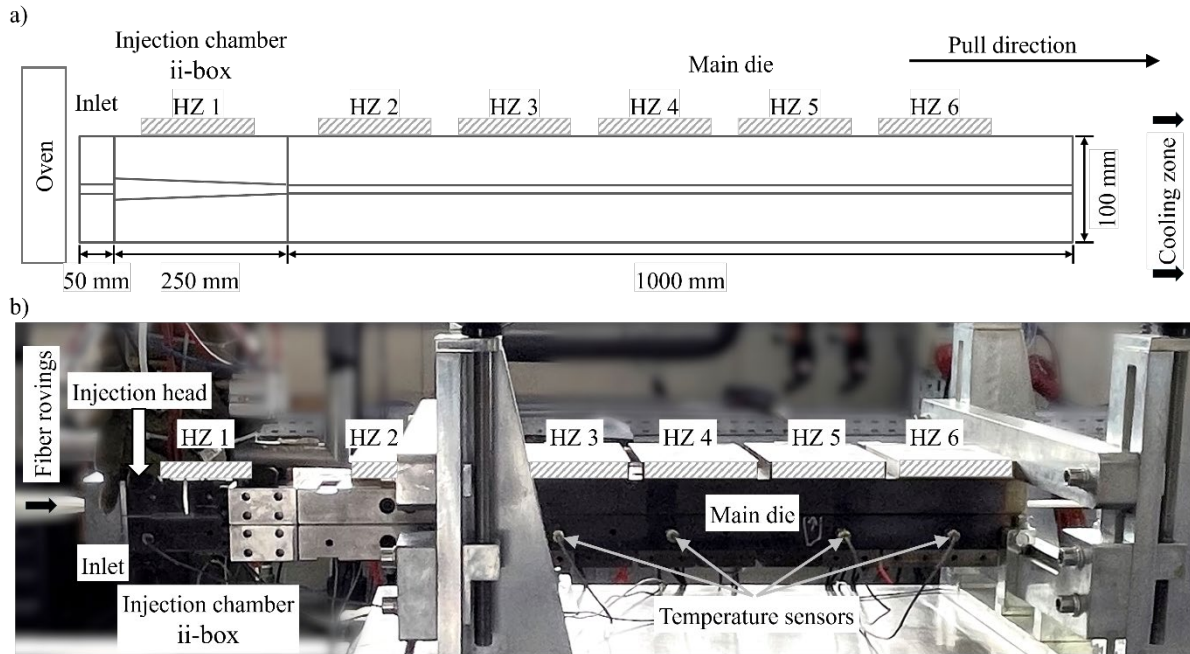 a)
Injection chamber
ii-box
Main die
Pull direction
Oven
Inlet
HZ 1
HZ 2
HZ 3
HZ 4
HZ 5
HZ 6
100 mm
Cooling zone
50 mm
250 mm
1000 mm
b)
Fiber rovings
Injection head
HZ 1
HZ 2
HZ 3
HZ 4
HZ 5
HZ 6
Main die
Inlet
Injection chamber
ii-box
Temperature sensors